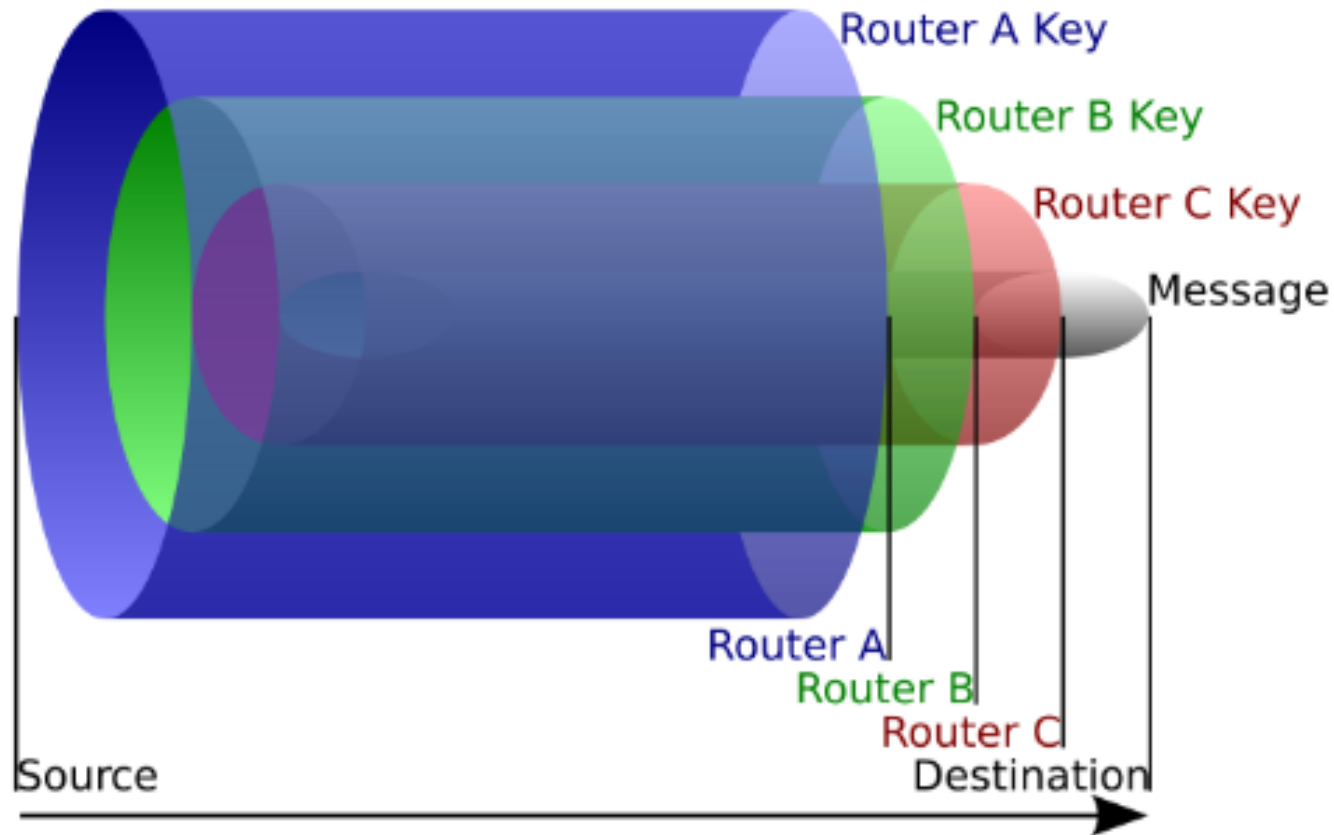 Router A Key
Router B Key
Router C Key
Message
Router A
Router B
Router C
Source
Destination